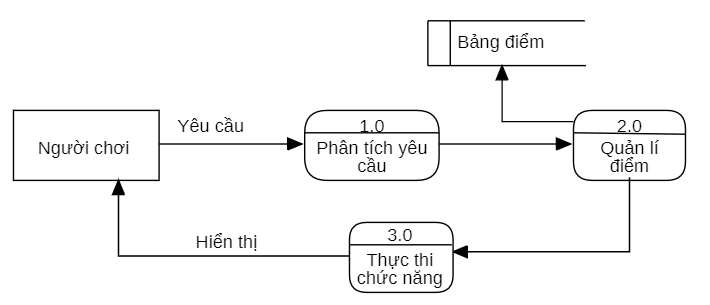 Bảng điểm
Yêu cầu
1.0
2.0
Người chơi
Phân tích yêu
cầu
Quản lí
điểm
Hiển thị
3.0
Thực thi
chức năng